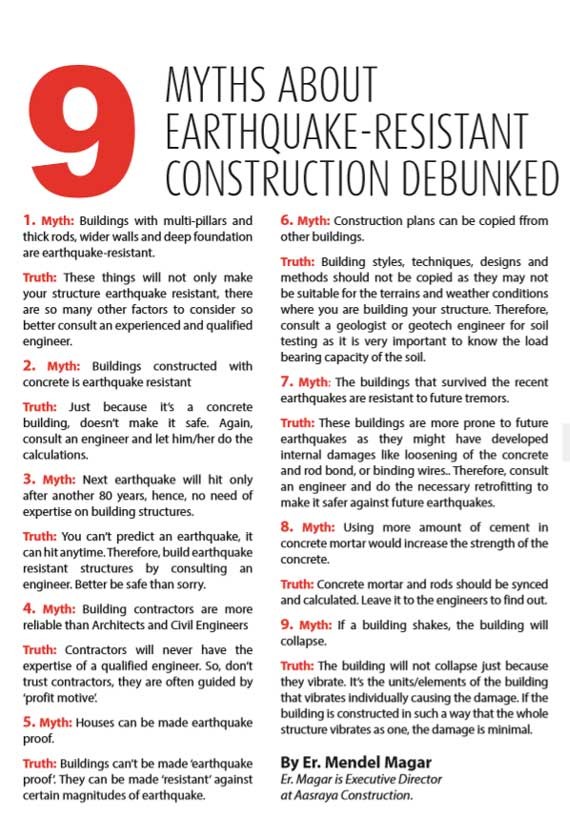 9
MYTHS ABOUT
EARTHQUAKE-RESISTANT
CONSTRUCTION DEBUNKED
1. Myth: Buildings with multi-pillars and
thick rods, wider walls and deep foundation
are earthquake-resistant.
Truth: These things will not only make
your structure earthquake resistant, there
are so many other factors to consider so
better consult an experienced and qualified
engineer.
2. Myth: Buildings constructed with
concrete is earthquake resistant
Truth: Just because it's a concrete
building, doesn't make it safe. Again,
consult an engineer and let him/her do the
calculations.
3. Myth: Next earthquake will hit only
after another 80 years, hence, no need of
expertise on building structures.
Truth: You can't predict an earthquake, it
can hit anytime. Therefore, build earthquake
resistant structures by consulting an
engineer. Better be safe than sorry.
4. Myth: Building contractors are more
reliable than Architects and Civil Engineers
Truth: Contractors will never have the
expertise of a qualified engineer. So, don't
trust contractors, they are often guided by
'profit motive'.
5. Myth: Houses can be made earthquake
proof.
Truth: Buildings can't be made 'earthquake
proof'. They can be made 'resistant' against
certain magnitudes of earthquake.
6. Myth: Construction plans can be copied ffrom
other buildings.
Truth: Building styles, techniques, designs and
methods should not be copied as they may not
be suitable for the terrains and weather conditions
where you are building your structure. Therefore,
consult a geologist or geotech engineer for soil
testing as it is very important to know the load
bearing capacity of the soil.
7. Myth: The buildings that survived the recent
earthquakes are resistant to future tremors.
Truth: These buildings are more prone to future
earthquakes as they might have developed
internal damages like loosening of the concrete
and rod bond, or binding wires.. Therefore, consult
an engineer and do the necessary retrofitting to
make it safer against future earthquakes.
8. Myth: Using more amount of cement in
concrete mortar would increase the strength of the
concrete.
Truth: Concrete mortar and rods should be synced
and calculated. Leave it to the engineers to find out.
9. Myth: If a building shakes, the building will
collapse.
Truth: The building will not collapse just because
they vibrate. It's the units/elements of the building
that vibrates individually causing the damage. If the
building is constructed in such a way that the whole
structure vibrates as one, the damage is minimal.
By Er. Mendel Magar
Er. Magar is Executive Director
at Aasraya Construction.